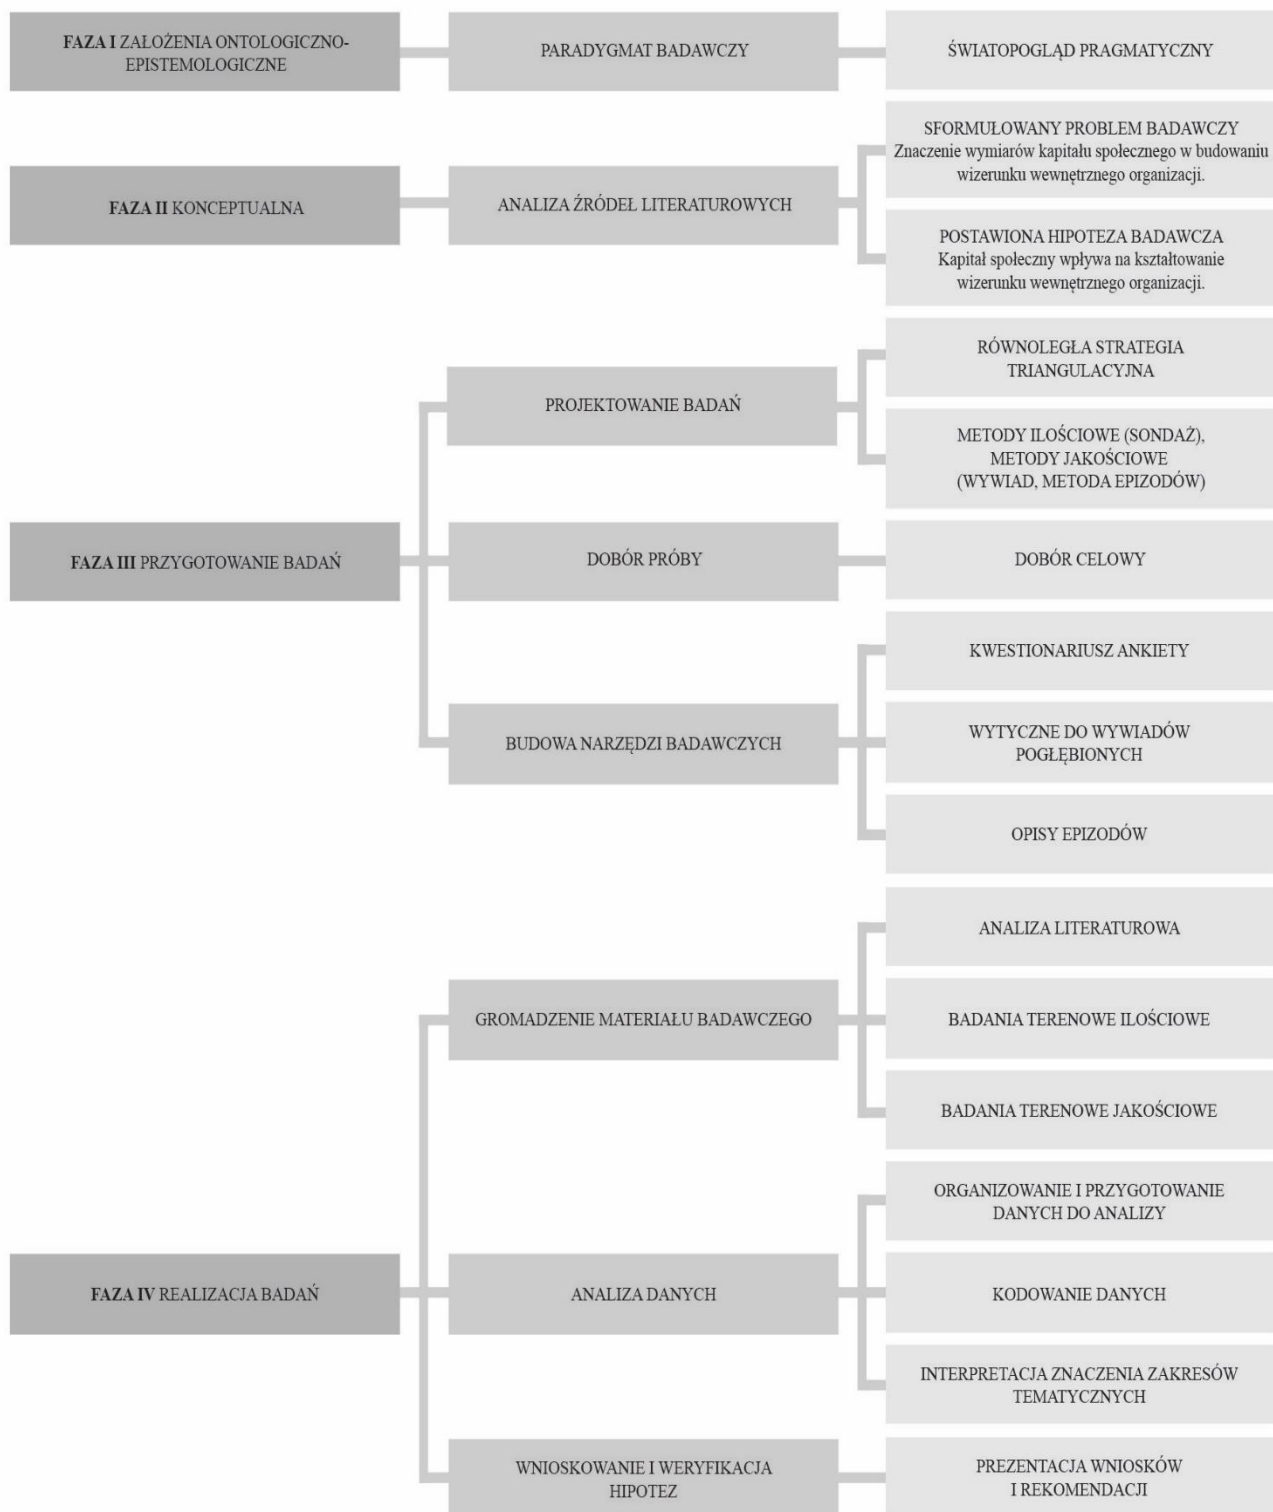 FAZA I ZAŁOŻENIA ONTOLOGICZNO-
EPISTEMOLOGICZNE
PARADYGMAT BADAWCZY
ŚWIATOPOGLĄD PRAGMATYCZNY
FAZA II KONCEPTUALNA
ANALIZA ŹRÓDEŁ LITERATUROWYCH
SFORMUŁOWANY PROBLEM BADAWCZY
Znaczenie wymiarów kapitału społecznego w budowaniu
wizerunku wewnętrznego organizacji.
POSTAWIONA HIPOTEZA BADAWCZA
Kapitał społeczny wpływa na kształtowanie
wizerunku wewnętrznego organizacji.
FAZA III PRZYGOTOWANIE BADAŃ
PROJEKTOWANIE BADAŃ
RÓWNOLEGŁA STRATEGIA
TRIANGULACYJNA
METODY ILOŚCIOWE (SONDAŻ),
METODY JAKOŚCIOWE
(WYWIAD, METODA EPIZODÓW)
DOBÓR PRÓBY
DOBÓR CELOWY
BUDOWA NARZĘDZI BADAWCZYCH
KWESTIONARIUSZ ANKIETY
WYTYCZNE DO WYWIADÓW
POGŁĘBIONYCH
OPISY EPIZODÓW
FAZA IV REALIZACJA BADAŃ
GROMADZENIE MATERIAŁU BADAWCZEGO
ANALIZA LITERATUROWA
BADANIA TERENOWE ILOŚCIOWE
BADANIA TERENOWE JAKOŚCIOWE
ANALIZA DANYCH
ORGANIZOWANIE I PRZYGOTOWANIE
DANYCH DO ANALIZY
KODOWANIE DANYCH
INTERPRETACJA ZNACZENIA ZAKRESÓW
TEMATYCZNYCH
WNIOSKOWANIE I WERYFIKACJA
HIPOTEZ
PREZENTACJA WNIOSKÓW
I REKOMENDACJI